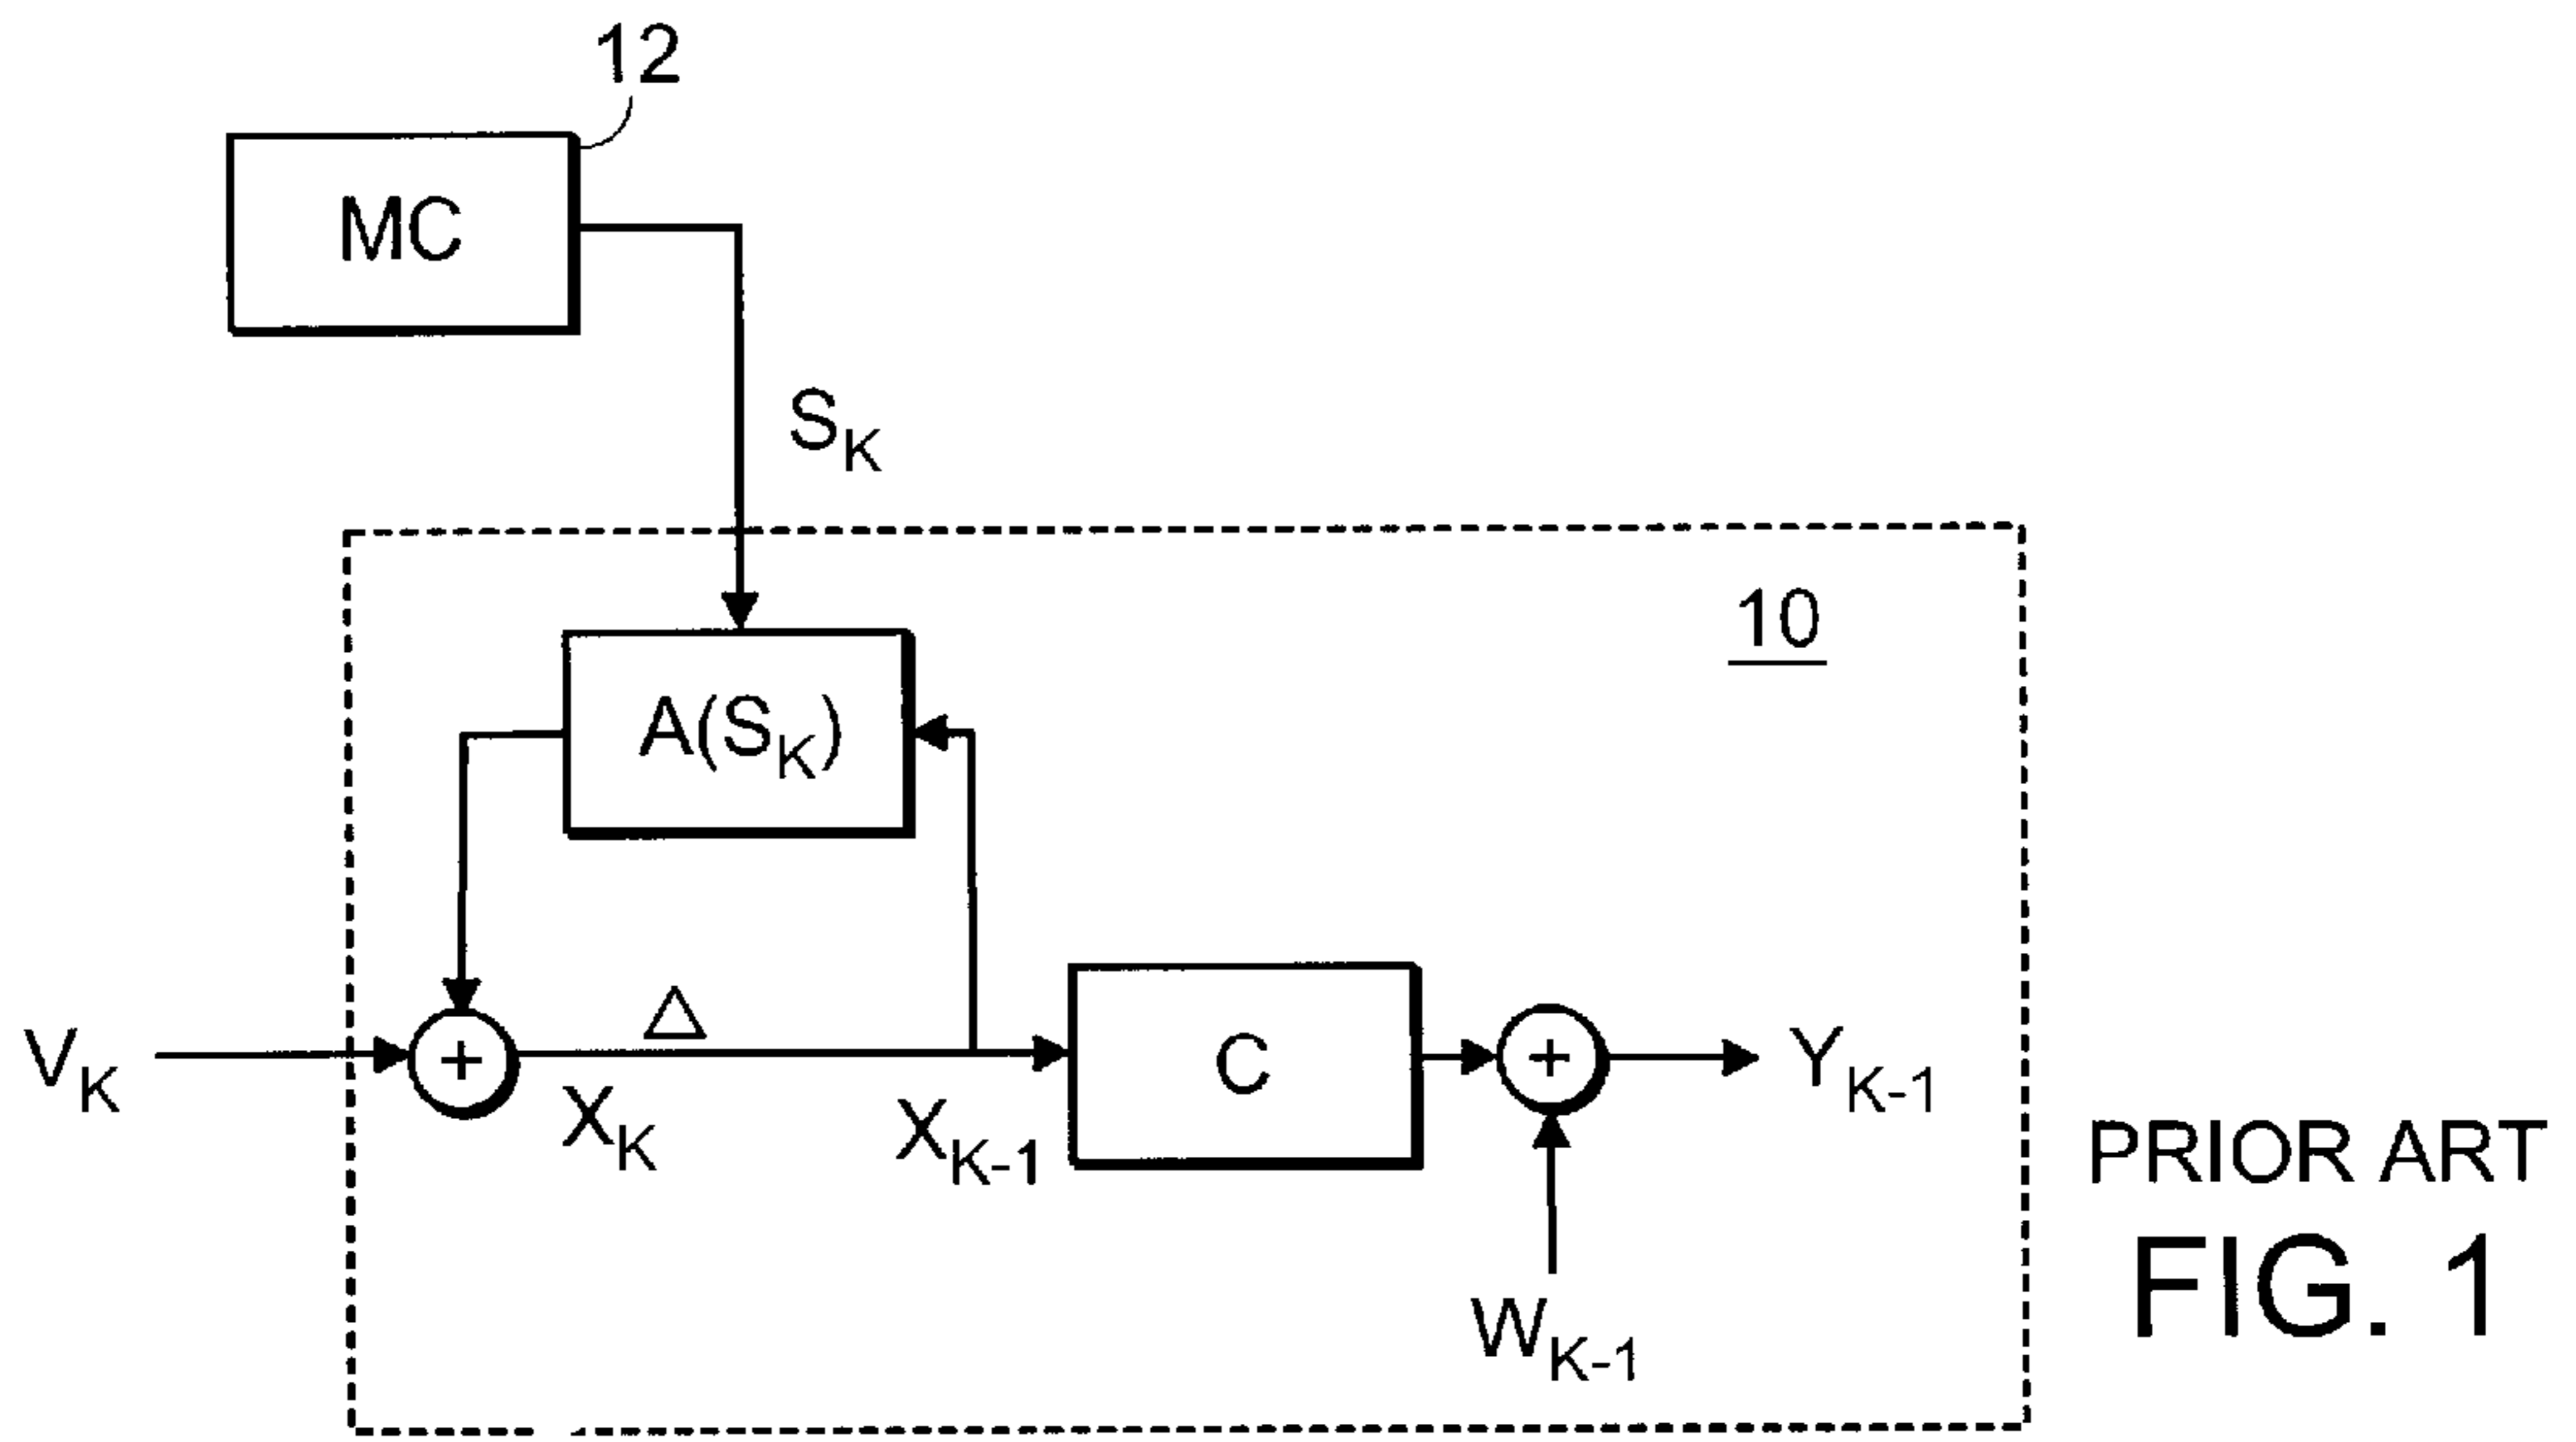 12
MC
S_K
10
A(S_K)
V_K
+
Δ
X_K
X_K-1
C
+
Y_K-1
W_K-1
PRIOR ART
FIG. 1